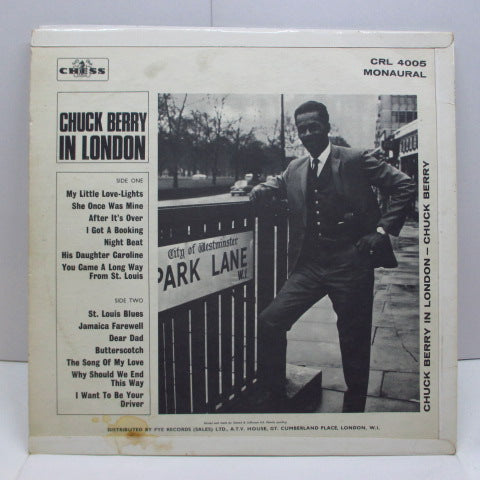 CHESS
CRL 4005
MONAURAL
CHUCK BERRY
IN LONDON
SIDE ONE
My Little Love-Lights
She Once Was Mine
After It's Over
I Got A Booking
Night Beat
His Daughter Caroline
You Came A Long Way
From St. Louis
SIDE TWO
St. Louis Blues
Jamaica Farewell
Dear Dad
Butterscotch
The Song Of My Love
Why Should We End
This Way
I Want To Be Your
Driver
City of Westminster
PARK LANE
W.1.
CHUCK BERRY IN LONDON – CHUCK BERRY
DISTRIBUTED BY PYE RECORDS (SALES) LTD., A.T.V. HOUSE, GT. CUMBERLAND PLACE, LONDON, W.1.